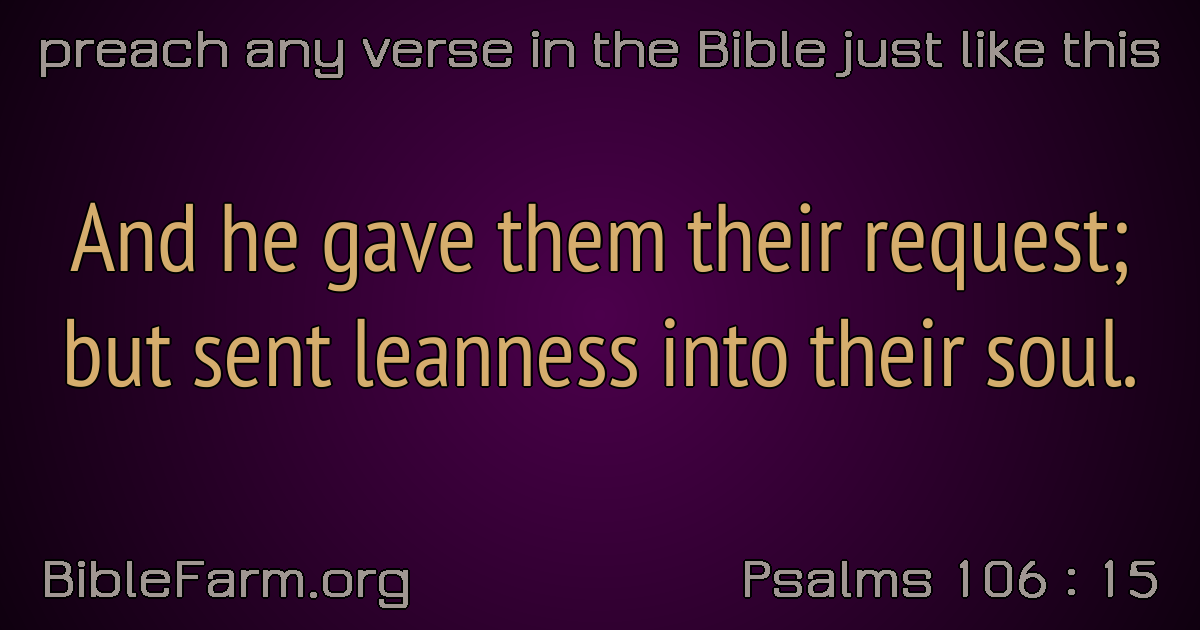 preach any verse in the Bible just like this
And he gave them their request;
but sent leanness into their soul.
BibleFarm.org
Psalms 106 : 15